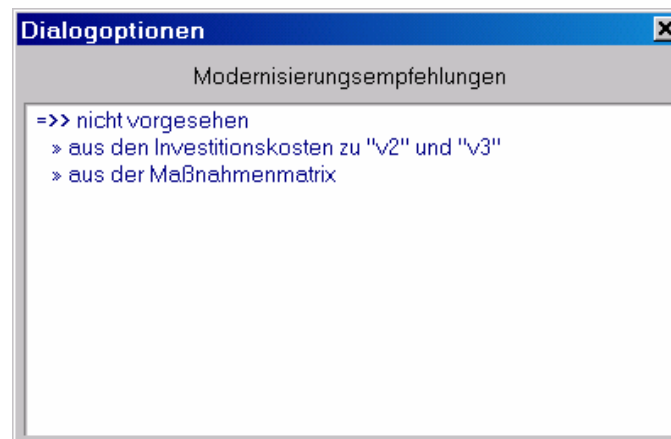 Dialogoptionen
Modernisierungsempfehlungen
=>> nicht vorgesehen
» aus den Investitionskosten zu "v2" und "v3"
» aus der Maßnahmenmatrix